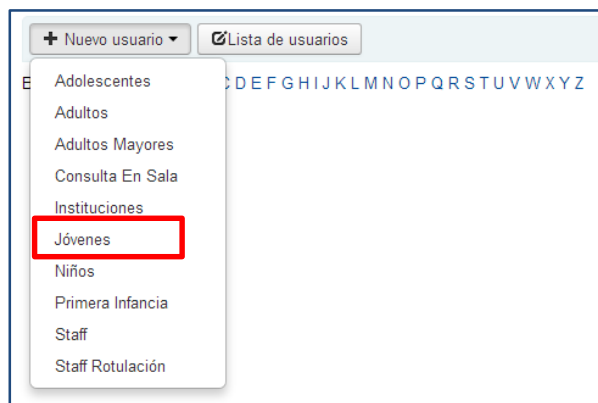 + Nuevo usuario Lista de usuarios
C D E F G H I J K L M N O P Q R S T U V W X Y Z
Adolescentes
Adultos
Adultos Mayores
Consulta En Sala
Instituciones
Jóvenes
Niños
Primera Infancia
Staff
Staff Rotulación